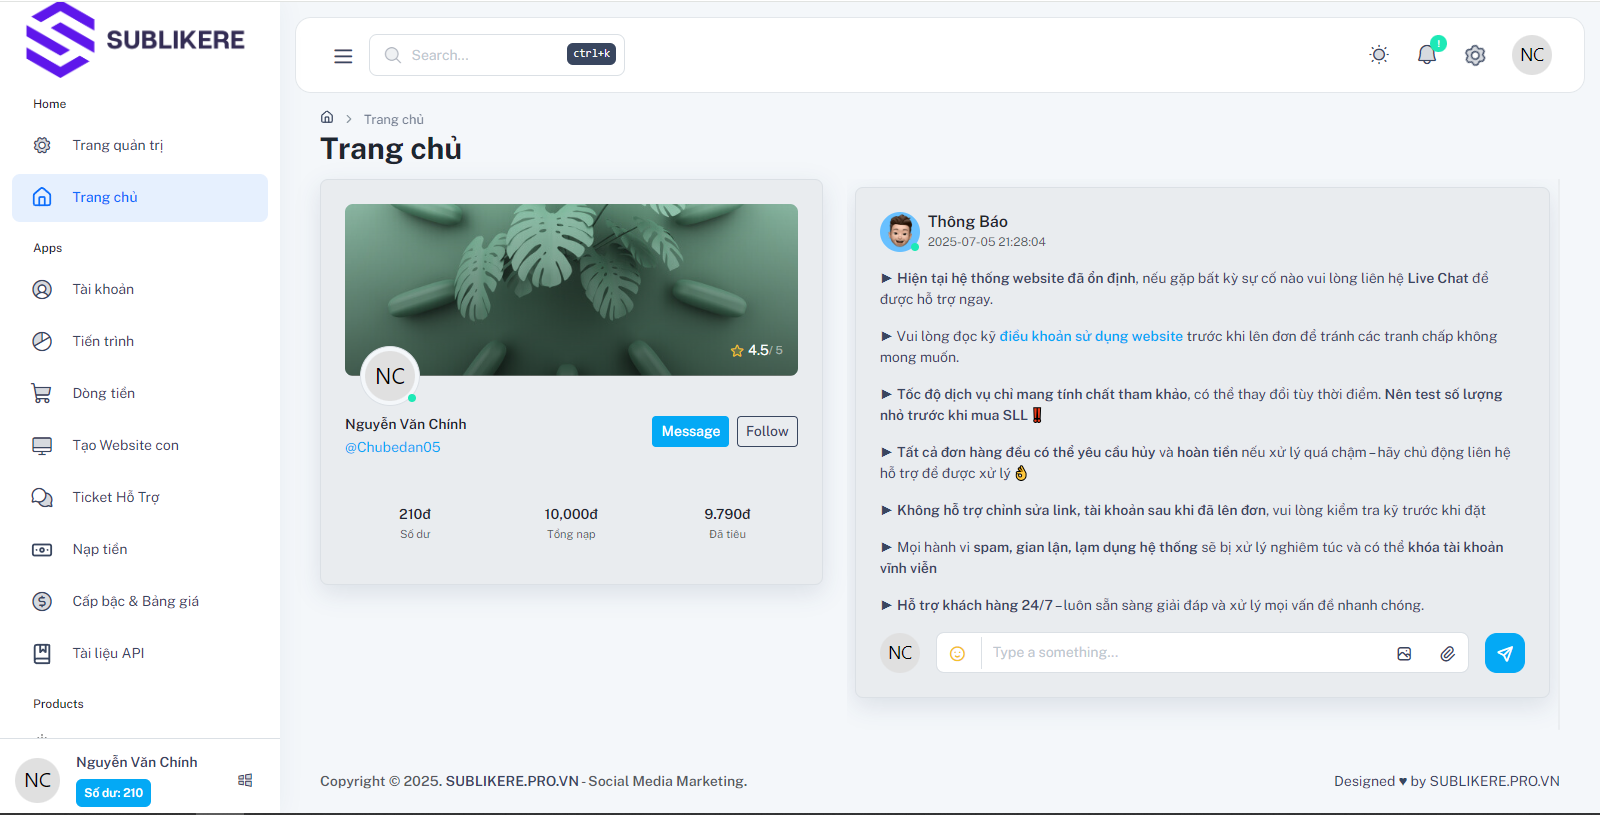 SUBLIKERE
Home
Trang quản trị
Trang chủ
Apps
Tài khoản
Tiến trình
Dòng tiền
Tạo Website con
Ticket Hỗ Trợ
Nạp tiền
Cấp bậc & Bảng giá
Tài liệu API
Products
NC
Nguyễn Văn Chính
Số dư: 210
Search...
ctrl+k
!
NC
Trang chủ
Trang chủ
4.5/ 5
NC
Nguyễn Văn Chính
@Chubedan05
Message
Follow
210đ
Số dư
10,000đ
Tổng nạp
9.790đ
Đã tiêu
Thông Báo
2025-07-05 21:28:04
► Hiện tại hệ thống website đã ổn định, nếu gặp bất kỳ sự cố nào vui lòng liên hệ Live Chat để
được hỗ trợ ngay.
► Vui lòng đọc kỹ điều khoản sử dụng website trước khi lên đơn để tránh các tranh chấp không
mong muốn.
► Tốc độ dịch vụ chỉ mang tính chất tham khảo, có thể thay đổi tùy thời điểm. Nên test số lượng
nhỏ trước khi mua SLL ‼️
► Tất cả đơn hàng đều có thể yêu cầu hủy và hoàn tiền nếu xử lý quá chậm – hãy chủ động liên hệ
hỗ trợ để được xử lý 👌
► Không hỗ trợ chỉnh sửa link, tài khoản sau khi đã lên đơn, vui lòng kiểm tra kỹ trước khi đặt
► Mọi hành vi spam, gian lận, lạm dụng hệ thống sẽ bị xử lý nghiêm túc và có thể khóa tài khoản
vĩnh viễn
► Hỗ trợ khách hàng 24/7 – luôn sẵn sàng giải đáp và xử lý mọi vấn đề nhanh chóng.
NC
Type a something...
Copyright © 2025. SUBLIKERE.PRO.VN - Social Media Marketing.
Designed ♥ by SUBLIKERE.PRO.VN